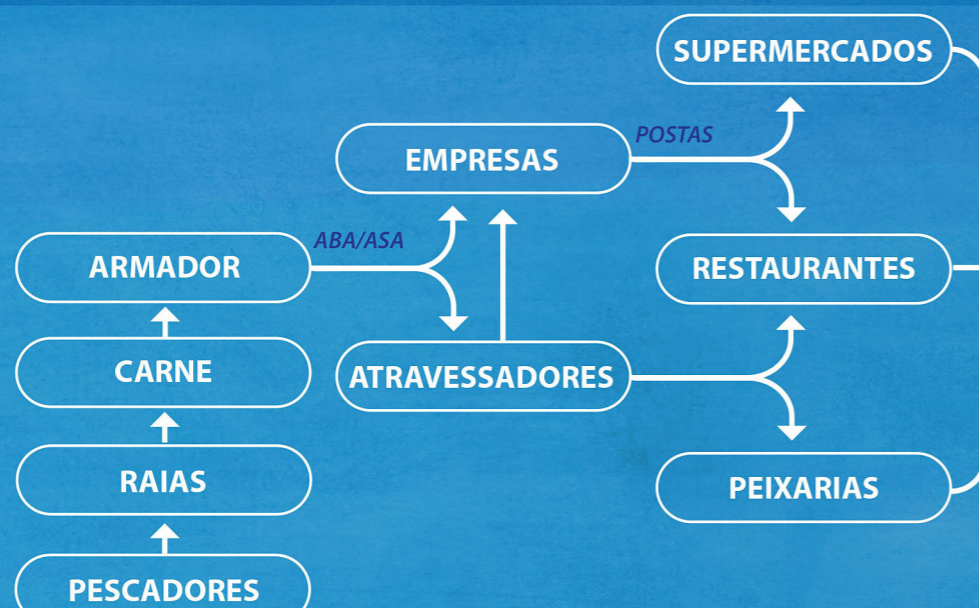 SUPERMERCADOS
POSTAS
EMPRESAS
ABA/ASA
ARMADOR
RESTAURANTES
CARNE
ATRAVESSADORES
RAIAS
PEIXARIAS
PESCADORES